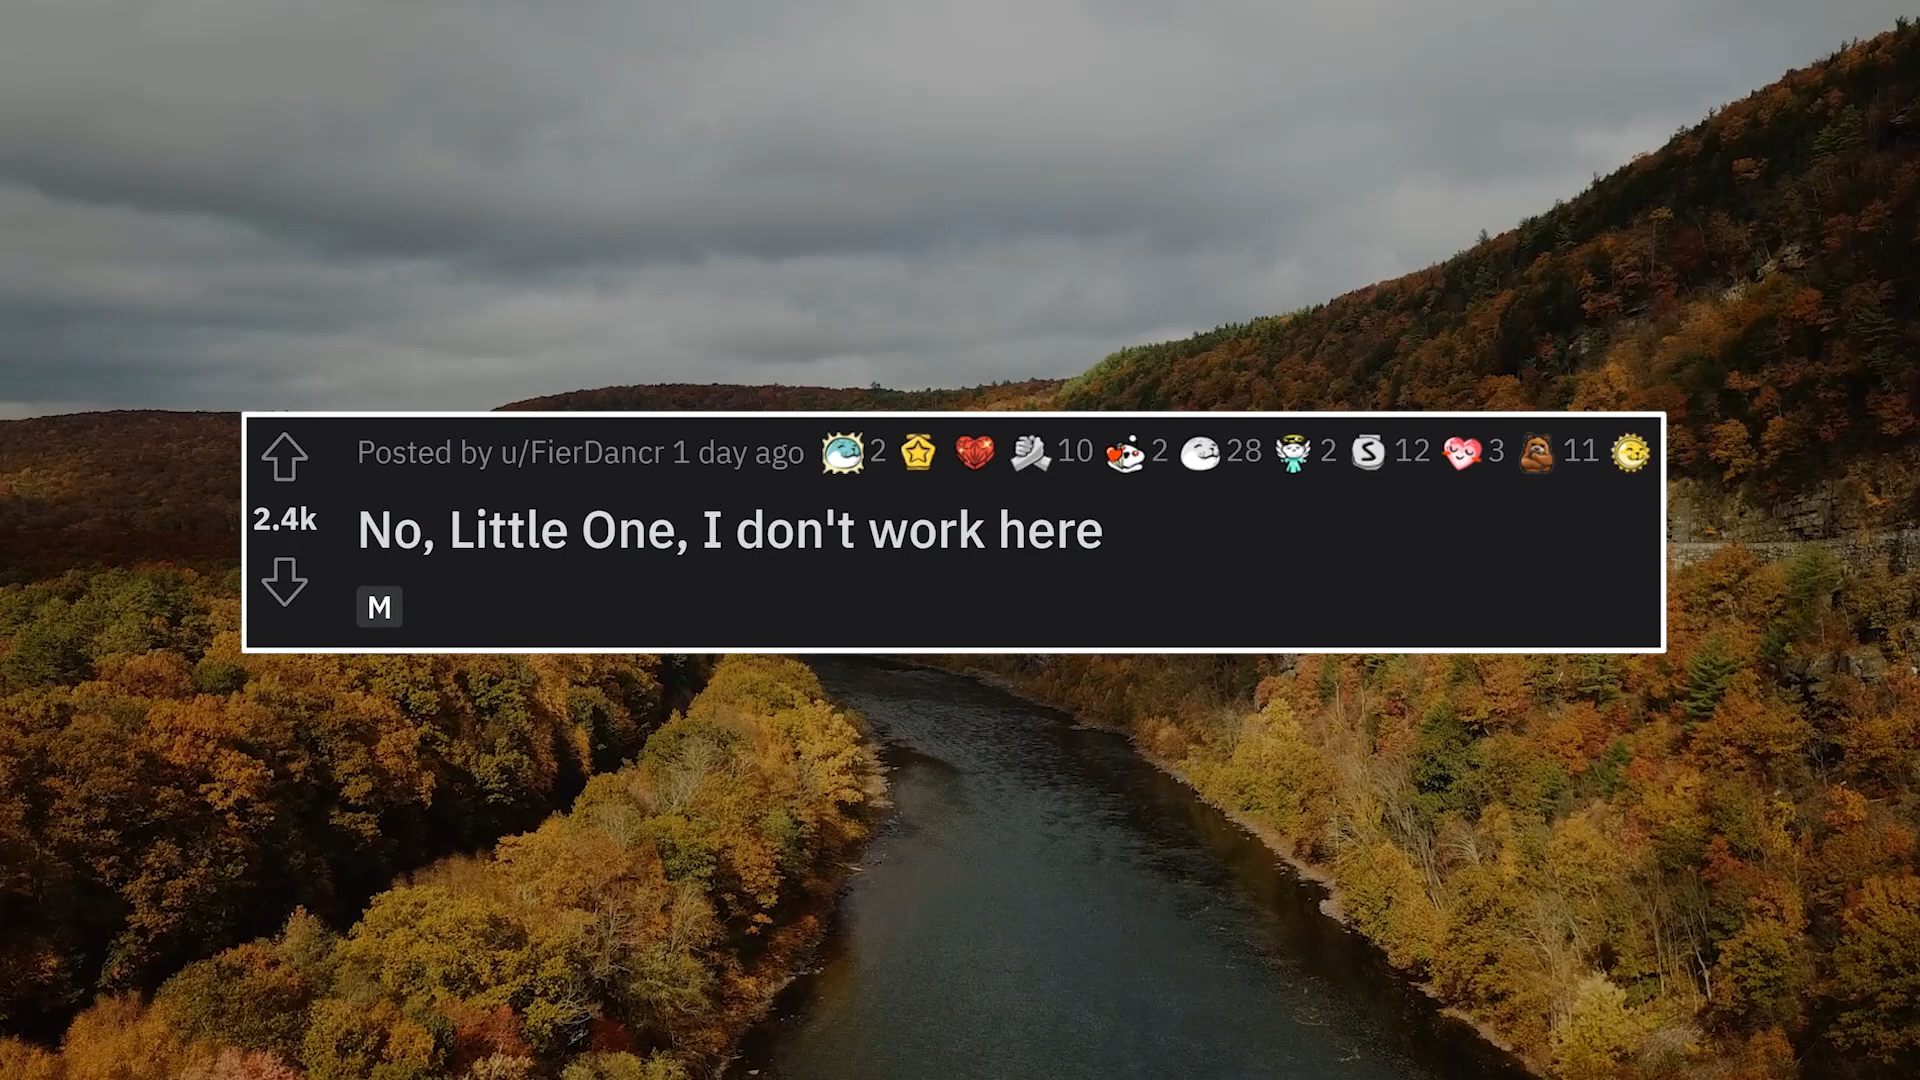 Posted by u/FierDancr 1 day ago 2 10 2 28 2 S 12 3 11
2.4k
No, Little One, I don't work here
M